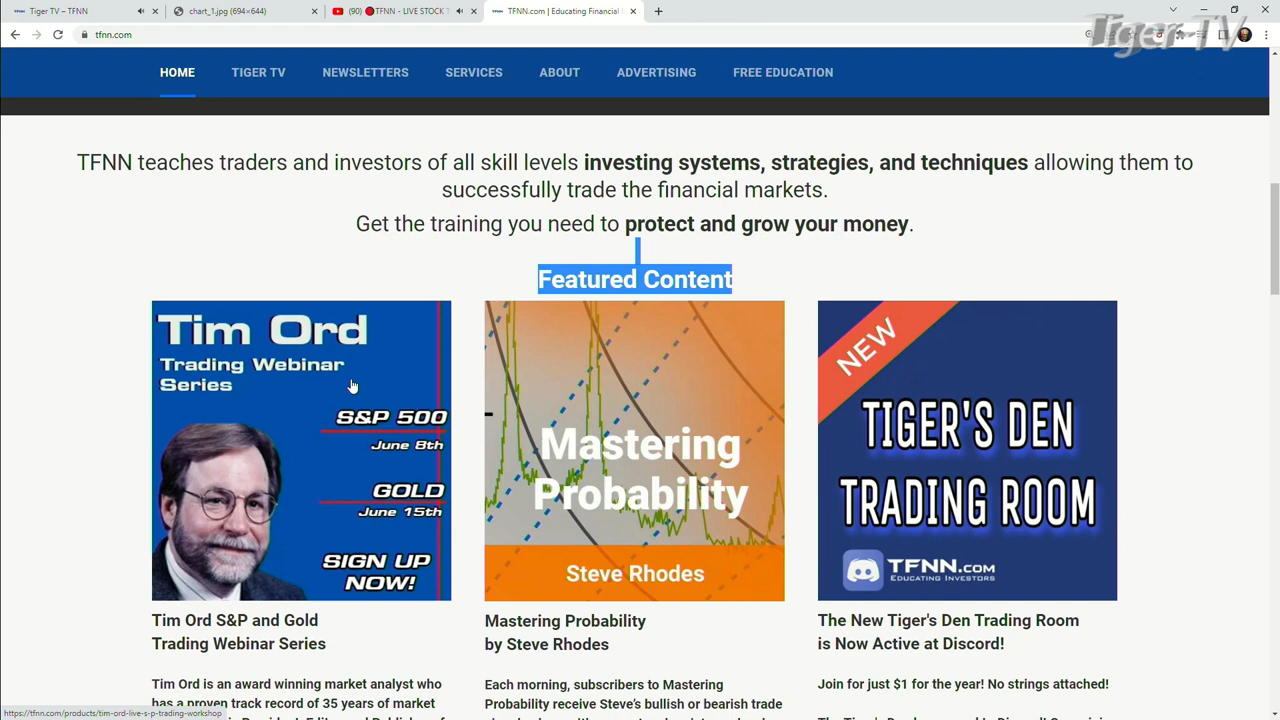 Tiger TV – TFNN
chart_1.jpg (694×644)
(90) 🔴TFNN - LIVE STOCK T
TFNN.com | Educating Financial
tfnn.com
Tiger TV
HOME TIGER TV NEWSLETTERS SERVICES ABOUT ADVERTISING FREE EDUCATION
TFNN teaches traders and investors of all skill levels investing systems, strategies, and techniques allowing them to
successfully trade the financial markets.
Get the training you need to protect and grow your money.
Featured Content
Tim Ord
Trading Webinar
Series
S&P 500
June 8th
GOLD
June 15th
SIGN UP
NOW!
Mastering
Probability
Steve Rhodes
NEW
TIGER'S DEN
TRADING ROOM
TFNN.COM
EDUCATING INVESTORS
Tim Ord S&P and Gold
Trading Webinar Series
Mastering Probability
by Steve Rhodes
The New Tiger's Den Trading Room
is Now Active at Discord!
Tim Ord is an award winning market analyst who
has a proven track record of 35 years of market
Each morning, subscribers to Mastering
Probability receive Steve's bullish or bearish trade
Join for just $1 for the year! No strings attached!
https://tfnn.com/products/tim-ord-live-s-p-trading-workshop